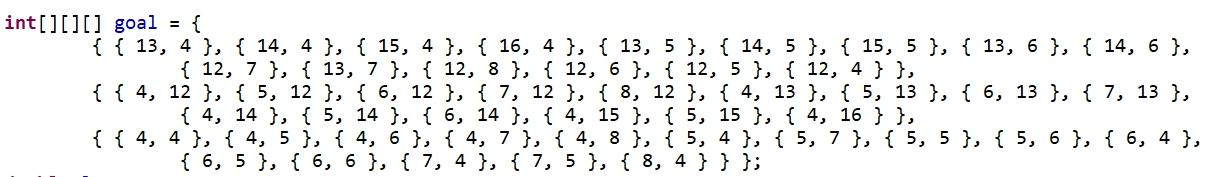 int[][][] goal = {
{ { 13, 4 }, { 14, 4 }, { 15, 4 }, { 16, 4 }, { 13, 5 }, { 14, 5 }, { 15, 5 }, { 13, 6 }, { 14, 6 },
{ 12, 7 }, { 13, 7 }, { 12, 8 }, { 12, 6 }, { 12, 5 }, { 12, 4 } },
{ { 4, 12 }, { 5, 12 }, { 6, 12 }, { 7, 12 }, { 8, 12 }, { 4, 13 }, { 5, 13 }, { 6, 13 }, { 7, 13 },
{ 4, 14 }, { 5, 14 }, { 6, 14 }, { 4, 15 }, { 5, 15 }, { 4, 16 } },
{ { 4, 4 }, { 4, 5 }, { 4, 6 }, { 4, 7 }, { 4, 8 }, { 5, 4 }, { 5, 7 }, { 5, 5 }, { 5, 6 }, { 6, 4 },
{ 6, 5 }, { 6, 6 }, { 7, 4 }, { 7, 5 }, { 8, 4 } } };